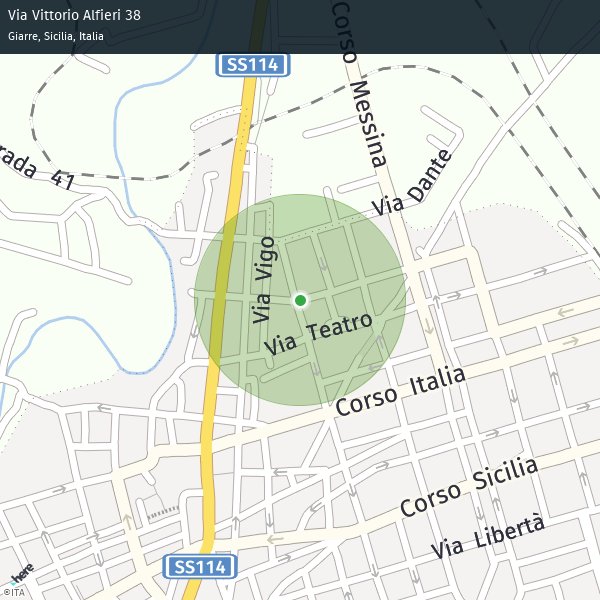 Via Vittorio Alfieri 38
Giarre, Sicilia, Italia
SS114
Corso Messina
rada 41
Via Dante
Via Vigo
Via Teatro
Corso Italia
Corso Sicilia
Via Libertà
SS114
here
©ITA